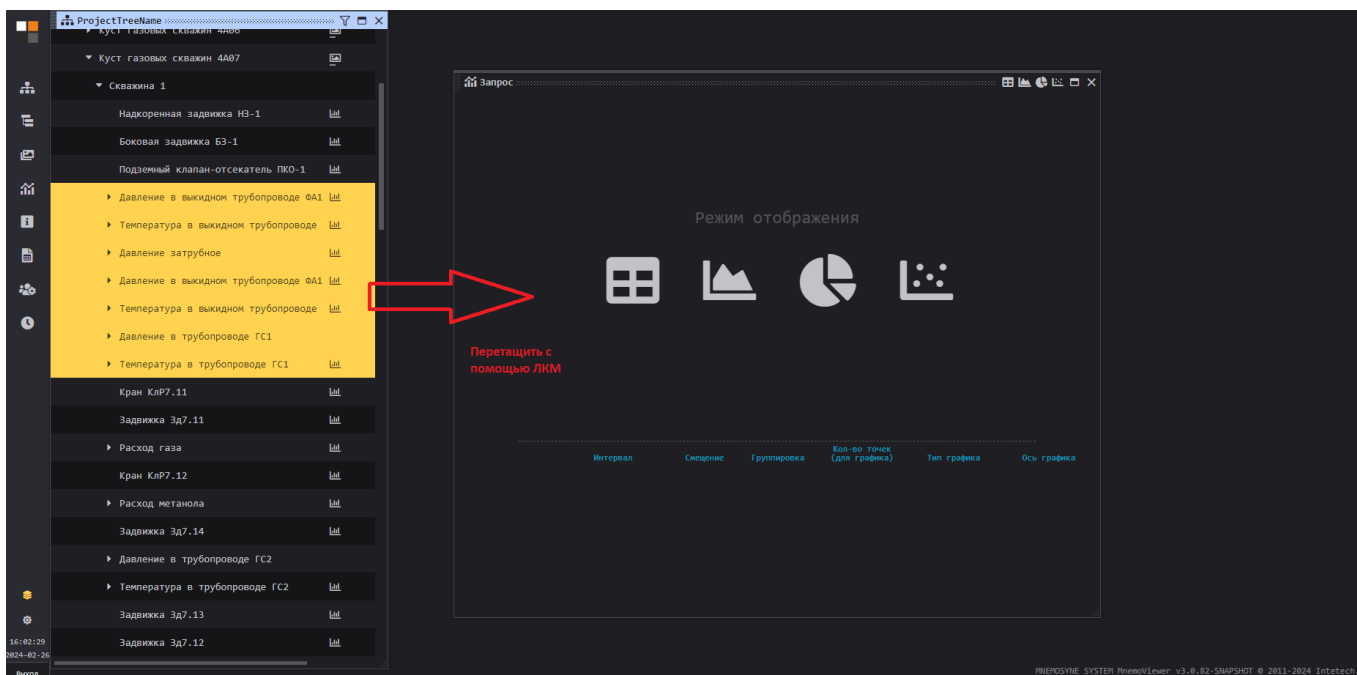 ProjectTreeName
Куст газовых скважин 4А06
Куст газовых скважин 4А07
Скважина 1
Надкоренная задвижка НЗ-1
Боковая задвижка БЗ-1
Подземный клапан-отсекатель ПКО-1
Давление в выкидном трубопроводе ФА1
Температура в выкидном трубопроводе
Давление затрубное
Давление в выкидном трубопроводе ФА1
Температура в выкидном трубопроводе
Давление в трубопроводе ГС1
Температура в трубопроводе ГС1
Кран КлР7.11
Задвижка Зд7.11
Расход газа
Кран КлР7.12
Расход метанола
Задвижка Зд7.14
Давление в трубопроводе ГС2
Температура в трубопроводе ГС2
Задвижка Зд7.13
Задвижка Зд7.12
16:02:29
2024-02-26
Выход
Запрос
Режим отображения
Перетащить с
помощью ЛКМ
Кол-во точек
Интервал Смещение Группировка (для графика) Тип графика Ось графика
MNEMOSYNE SYSTEM MnemoViewer v3.0.82-SNAPSHOT © 2011-2024 Intetech